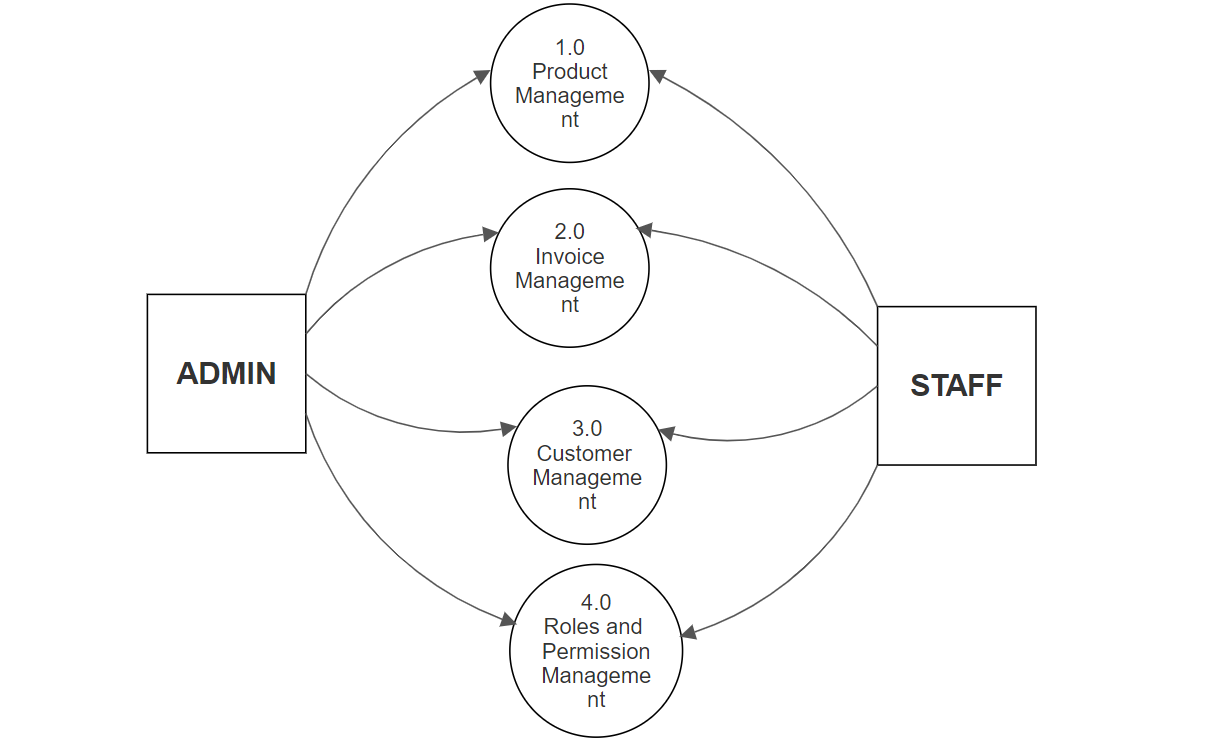 1.0
Product
Manageme
nt
2.0
Invoice
Manageme
nt
ADMIN
STAFF
3.0
Customer
Manageme
nt
4.0
Roles and
Permission
Manageme
nt